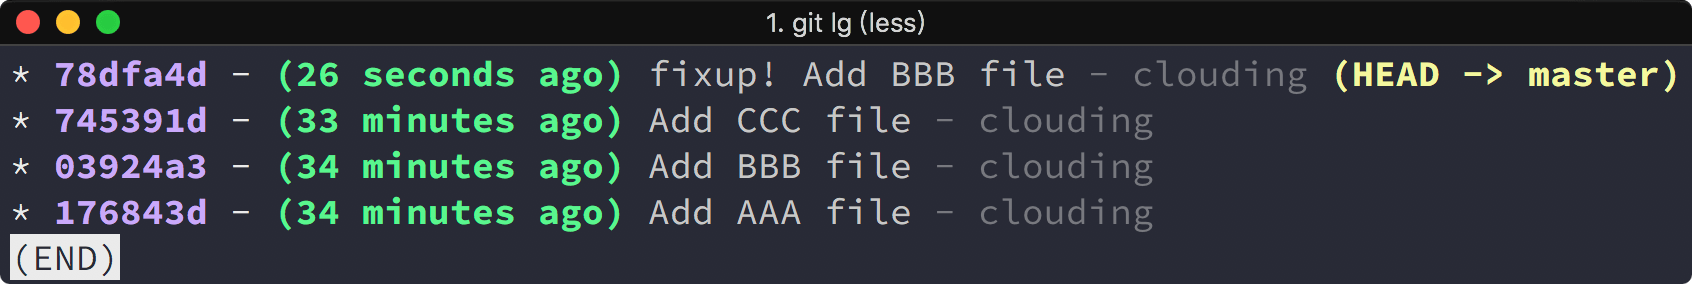 1. git lg (less)
* 78dfa4d - (26 seconds ago) fixup! Add BBB file - clouding (HEAD -> master)
* 745391d - (33 minutes ago) Add CCC file - clouding
* 03924a3 - (34 minutes ago) Add BBB file - clouding
* 176843d - (34 minutes ago) Add AAA file - clouding
(END)